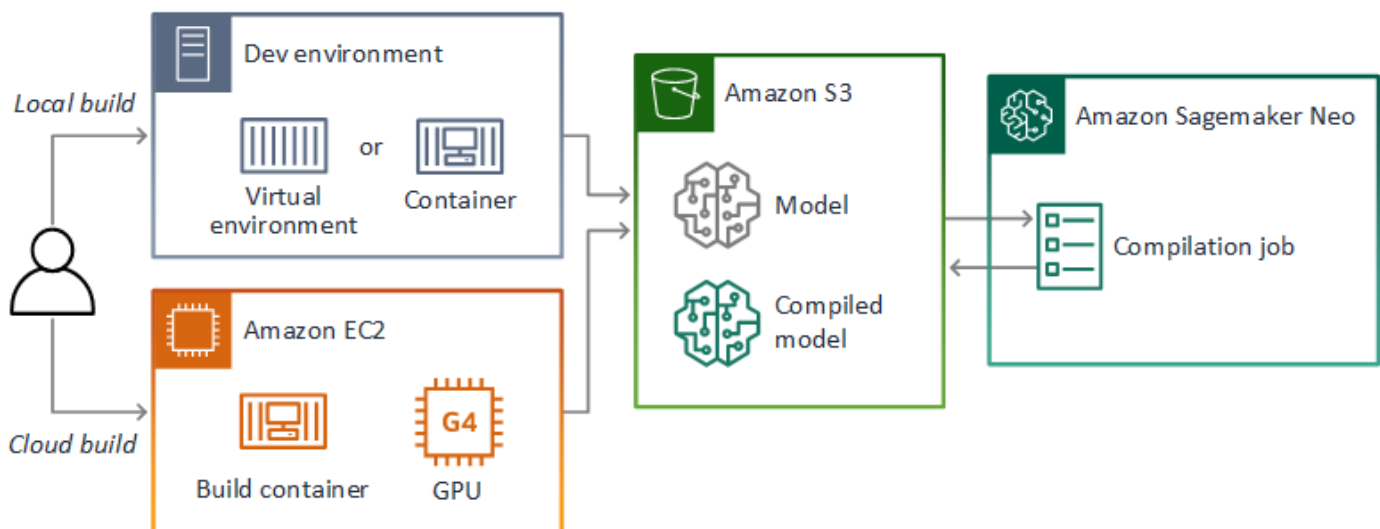 Local build
Dev environment
or
Virtual
environment
Container
Cloud build
Amazon EC2
G4
Build container
GPU
Amazon S3
Model
Compiled
model
Amazon Sagemaker Neo
Compilation job